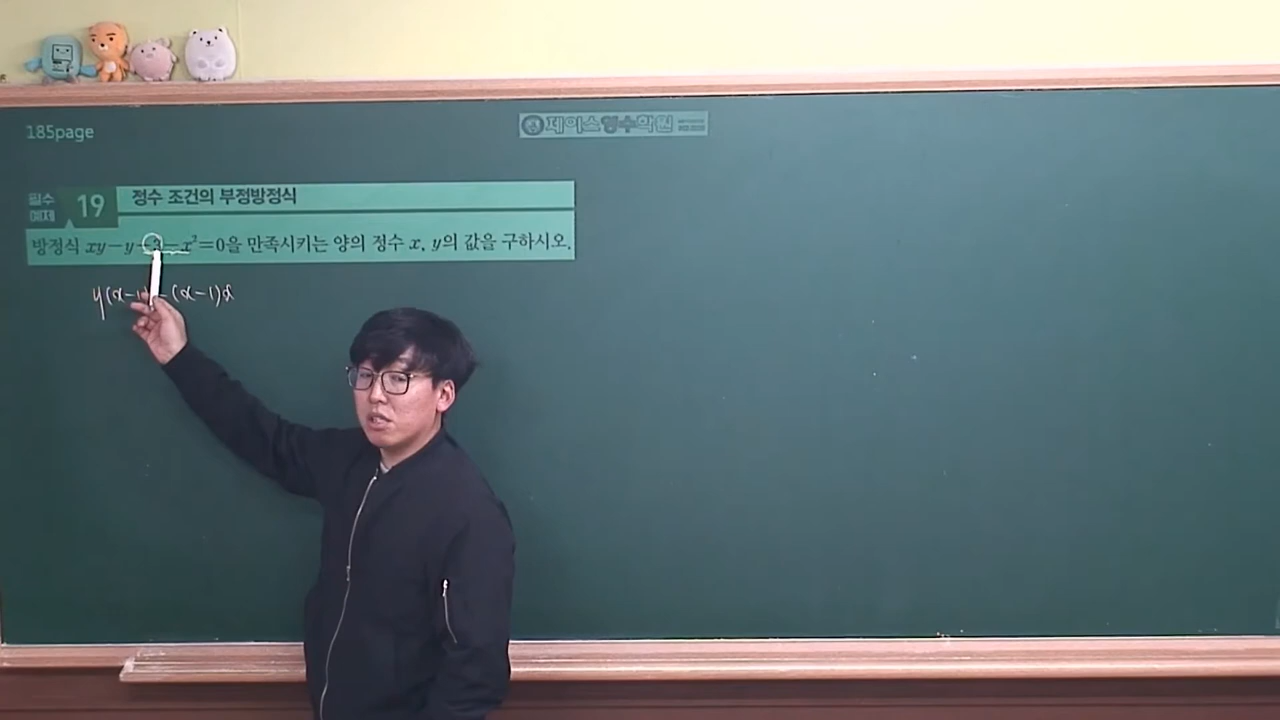 185page
제이스영수학원
필수 예제 19 정수 조건의 부정방정식
방정식 xy-y-3-x²=0을 만족시키는 양의 정수 x, y의 값을 구하시오.
y(x-1) -(x-1)x